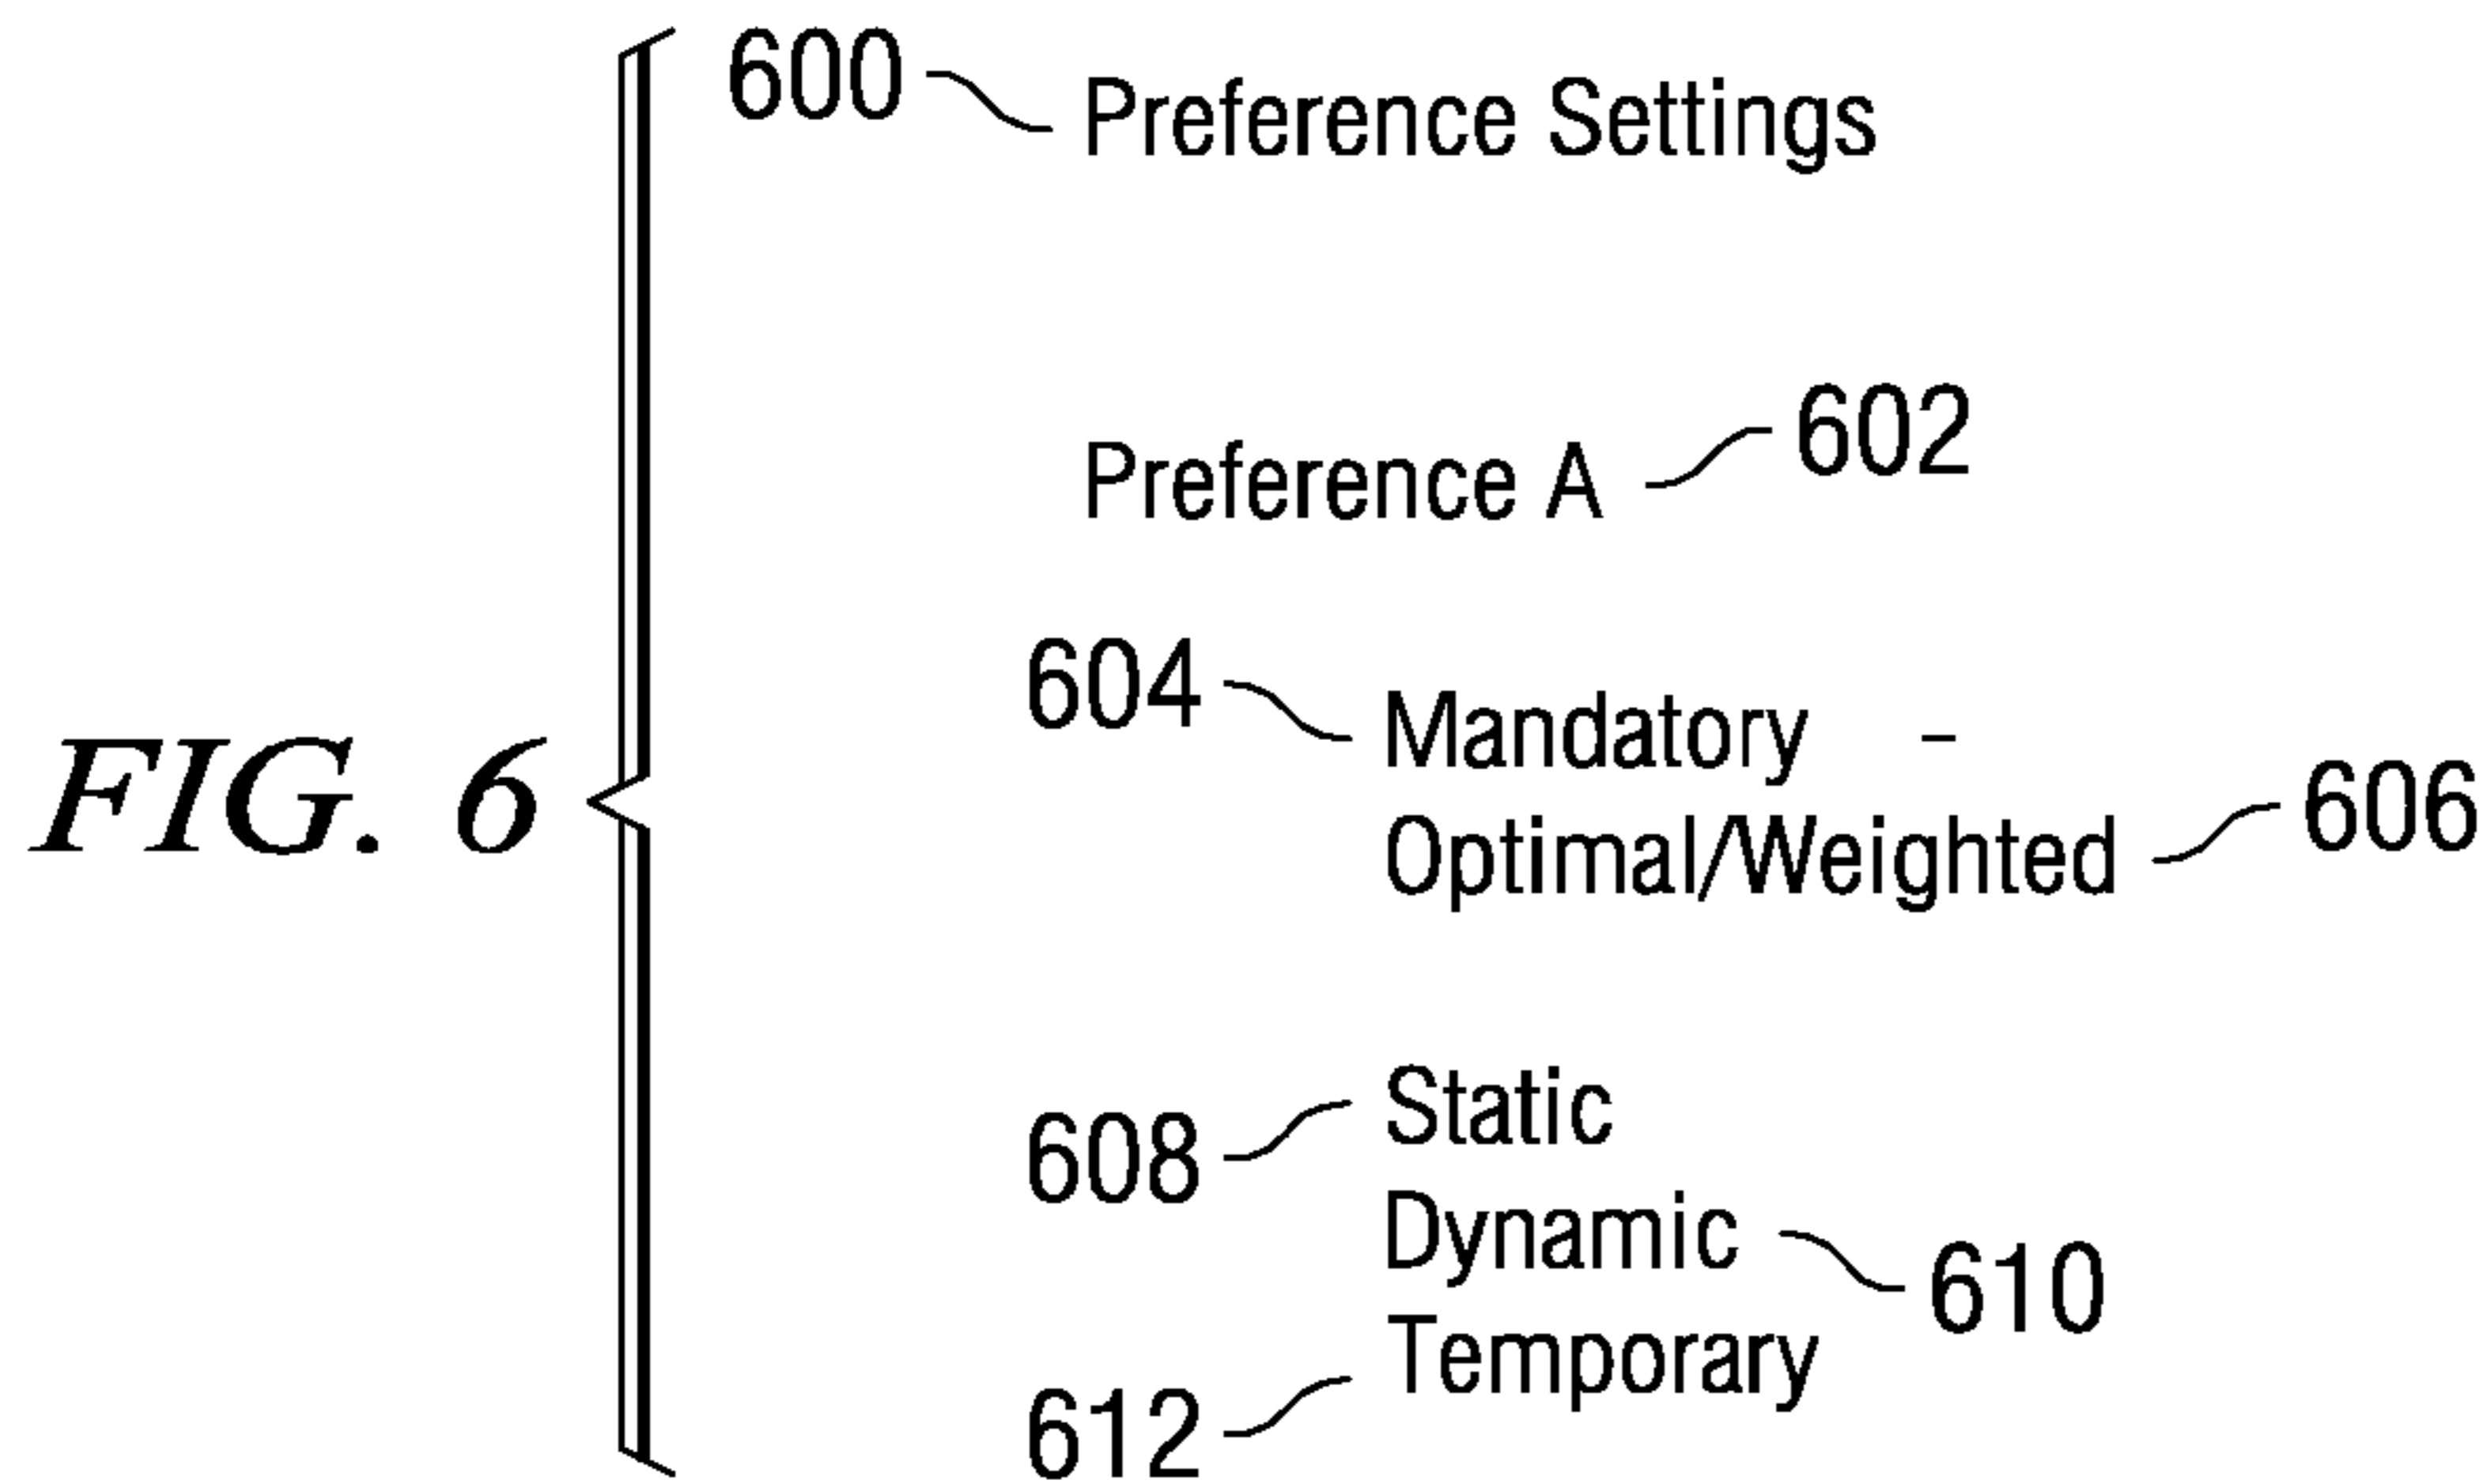 600 Preference Settings
Preference A 602
604 Mandatory -
Optimal/Weighted 606
FIG. 6
608 Static
Dynamic 610
612 Temporary